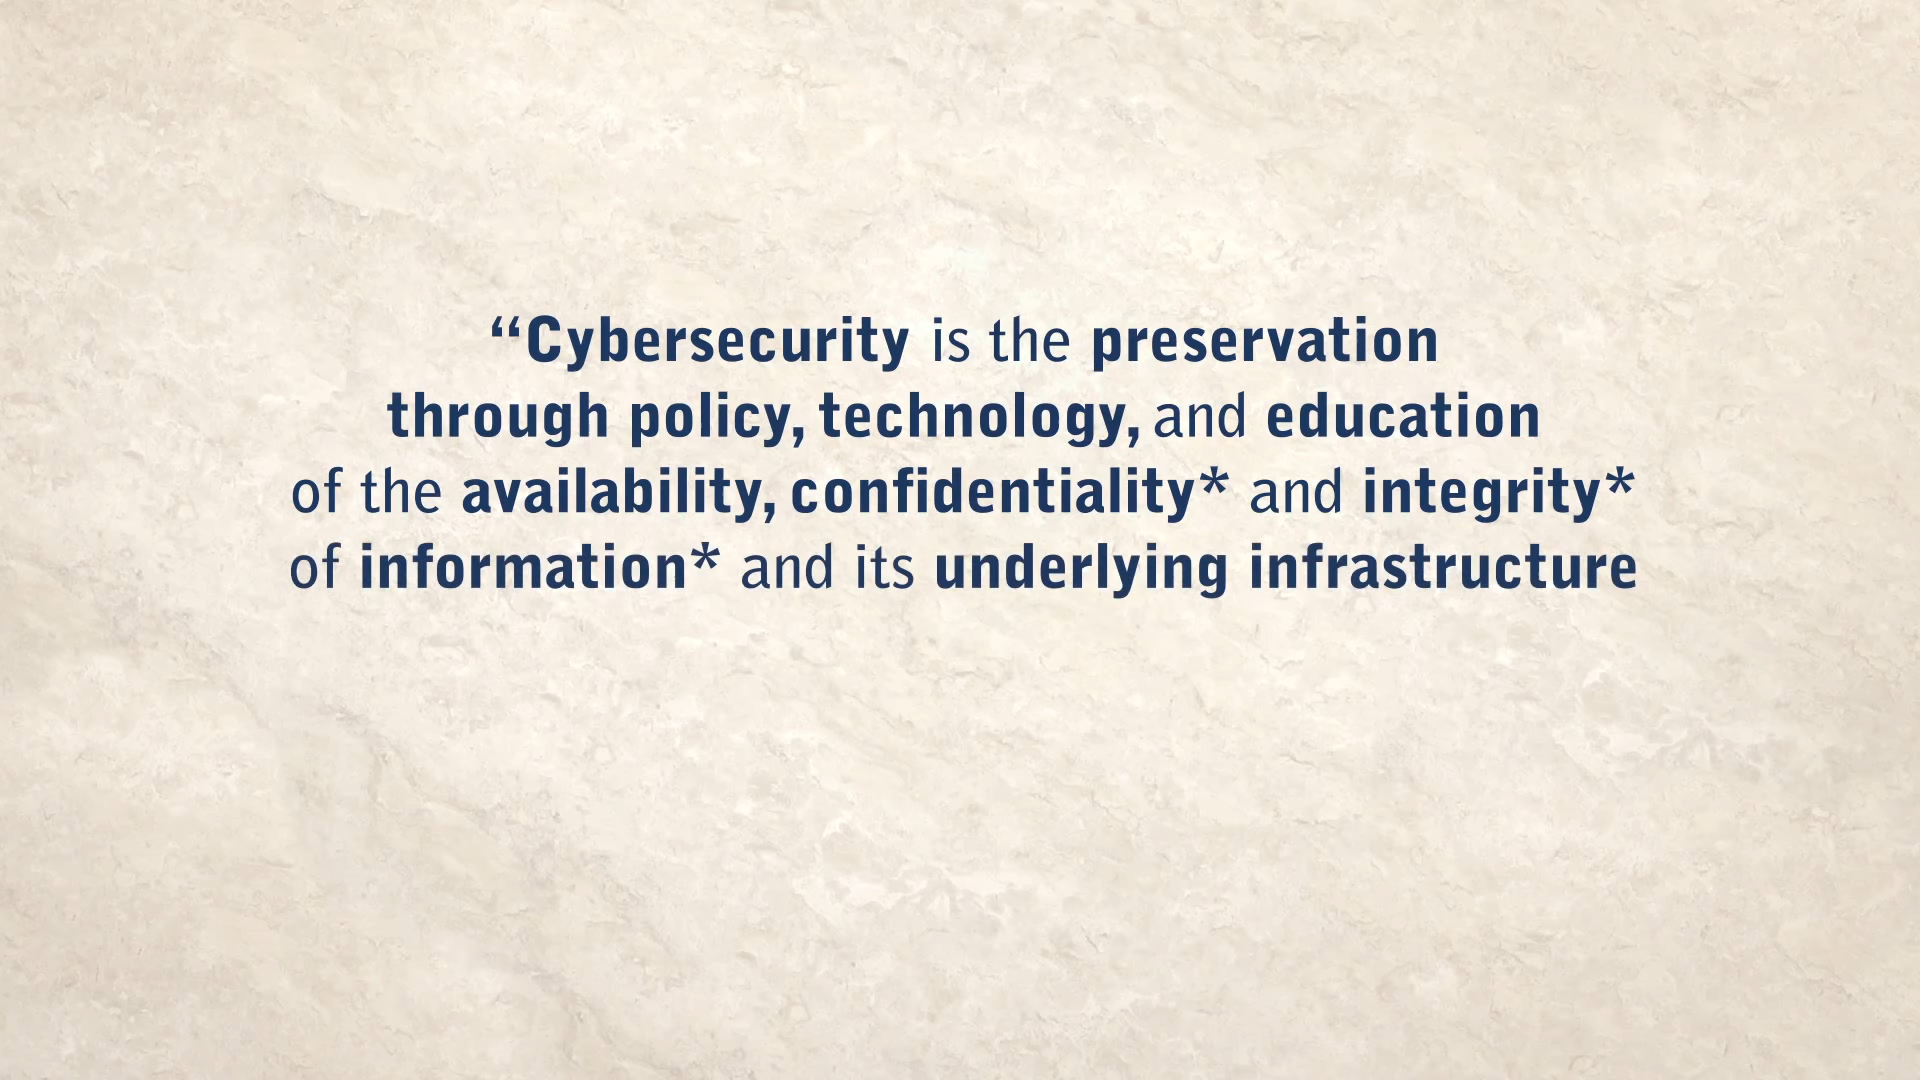 “Cybersecurity is the preservation
through policy, technology, and education
of the availability, confidentiality* and integrity*
of information* and its underlying infrastructure